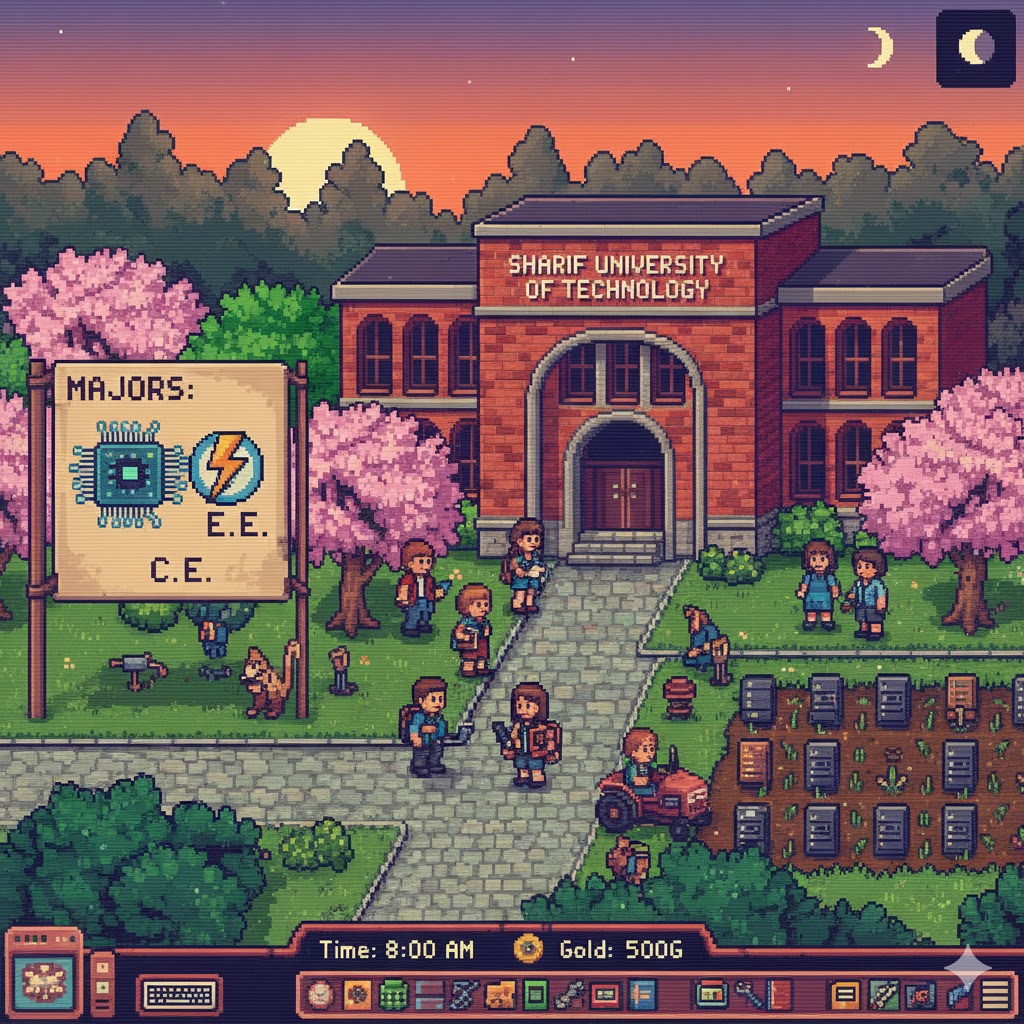 SHARIF UNIVERSITY
OF TECHNOLOGY
MAJORS:
E.E.
C.E.
Time: 8:00 AM Gold: 500G